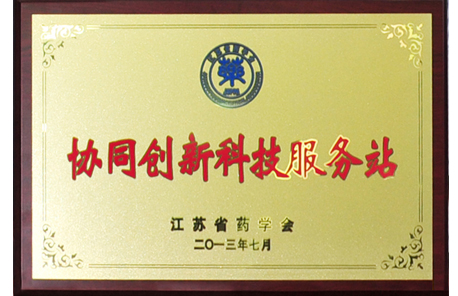 协同创新科技服务站
江苏省药学会
二〇一三年七月